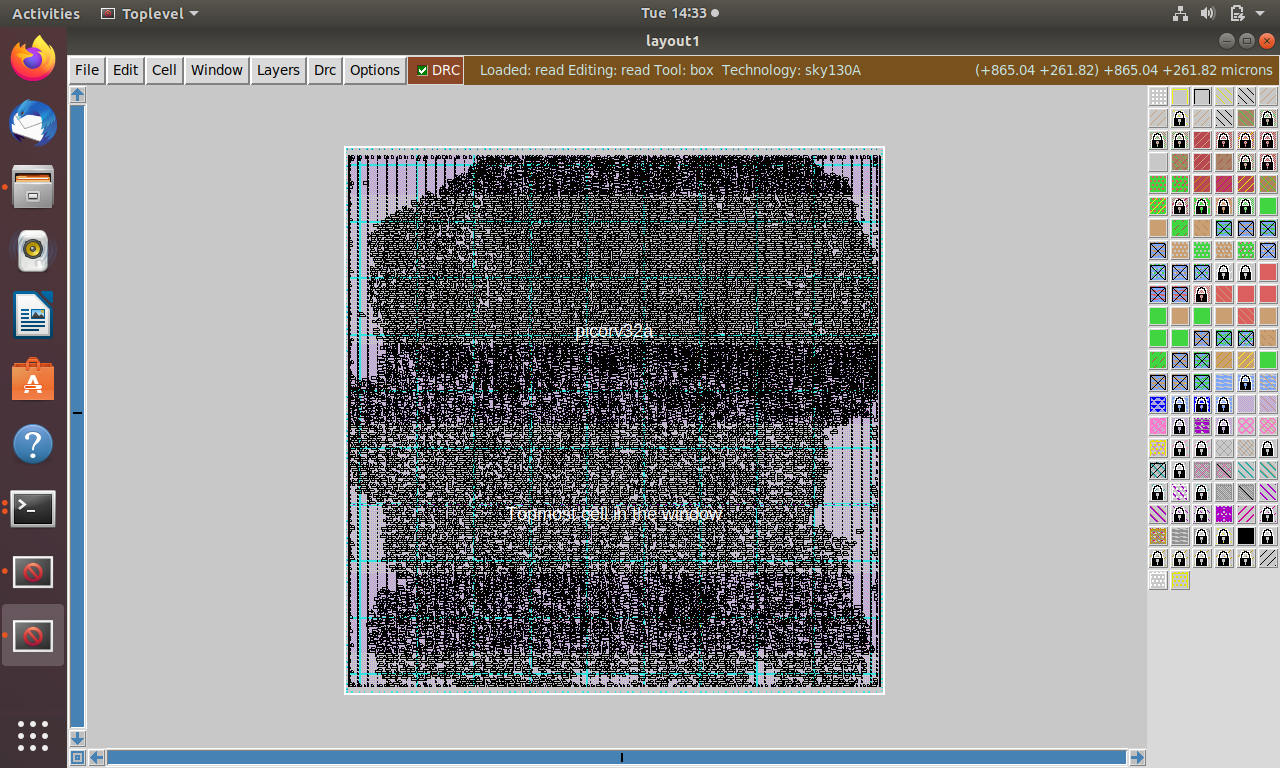 Activities Toplevel Tue 14:33
layout1
File Edit Cell Window Layers Drc Options DRC Loaded: read Editing: read Tool: box Technology: sky130A (+865.04 +261.82) +865.04 +261.82 microns
picorv32a
Topmost cell in the window